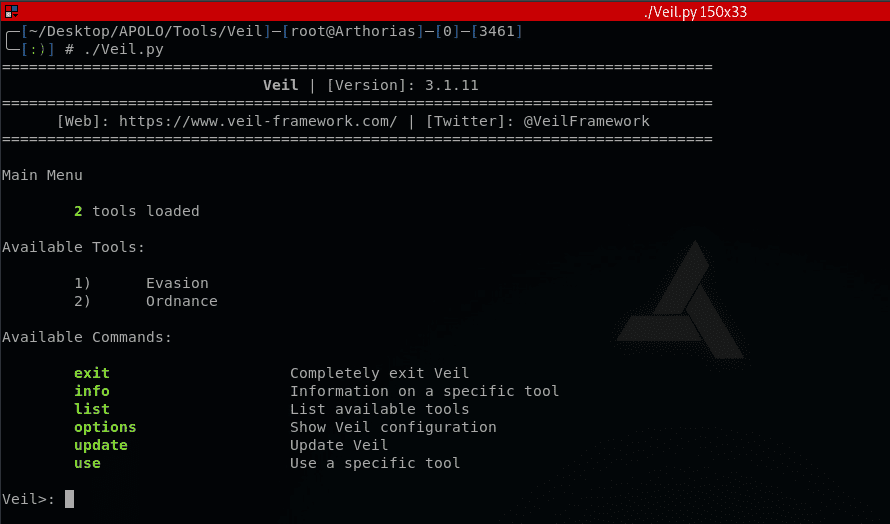 ./Veil.py 150x33
╭─[~/Desktop/APOLO/Tools/Veil]─[root@Arthorias]─[0]─[3461]
╰─[:)] # ./Veil.py
===============================================================================
Veil | [Version]: 3.1.11
===============================================================================
[Web]: https://www.veil-framework.com/ | [Twitter]: @VeilFramework
===============================================================================
Main Menu
2 tools loaded
Available Tools:
1) Evasion
2) Ordnance
Available Commands:
exit Completely exit Veil
info Information on a specific tool
list List available tools
options Show Veil configuration
update Update Veil
use Use a specific tool
Veil>: